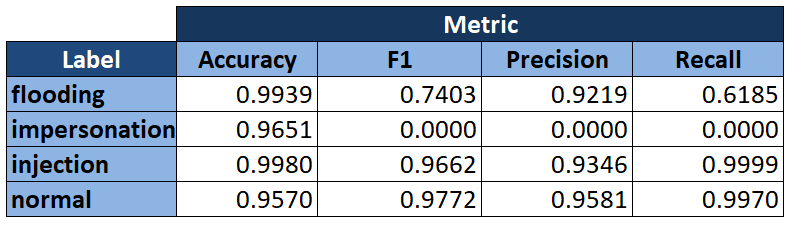 Metric
Label Accuracy F1 Precision Recall
flooding 0.9939 0.7403 0.9219 0.6185
impersonation 0.9651 0.0000 0.0000 0.0000
injection 0.9980 0.9662 0.9346 0.9999
normal 0.9570 0.9772 0.9581 0.9970